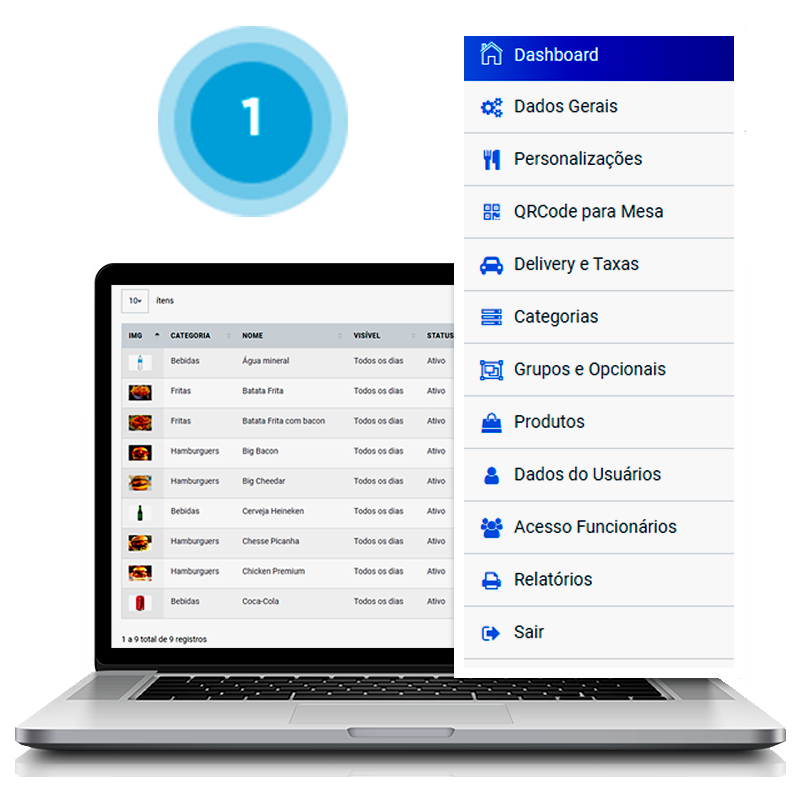 1
Dashboard
Dados Gerais
Personalizações
QRCode para Mesa
Delivery e Taxas
Categorias
Grupos e Opcionais
Produtos
Dados do Usuários
Acesso Funcionários
Relatórios
Sair
10 ítens
IMG CATEGORIA NOME VISÍVEL STATUS
Bebidas Água mineral Todos os dias Ativo
Fritas Batata Frita Todos os dias Ativo
Fritas Batata Frita com bacon Todos os dias Ativo
Hamburguers Big Bacon Todos os dias Ativo
Hamburguers Big Cheedar Todos os dias Ativo
Bebidas Cerveja Heineken Todos os dias Ativo
Hamburguers Chesse Picanha Todos os dias Ativo
Hamburguers Chicken Premium Todos os dias Ativo
Bebidas Coca-Cola Todos os dias Ativo
1 a 9 total de 9 registros